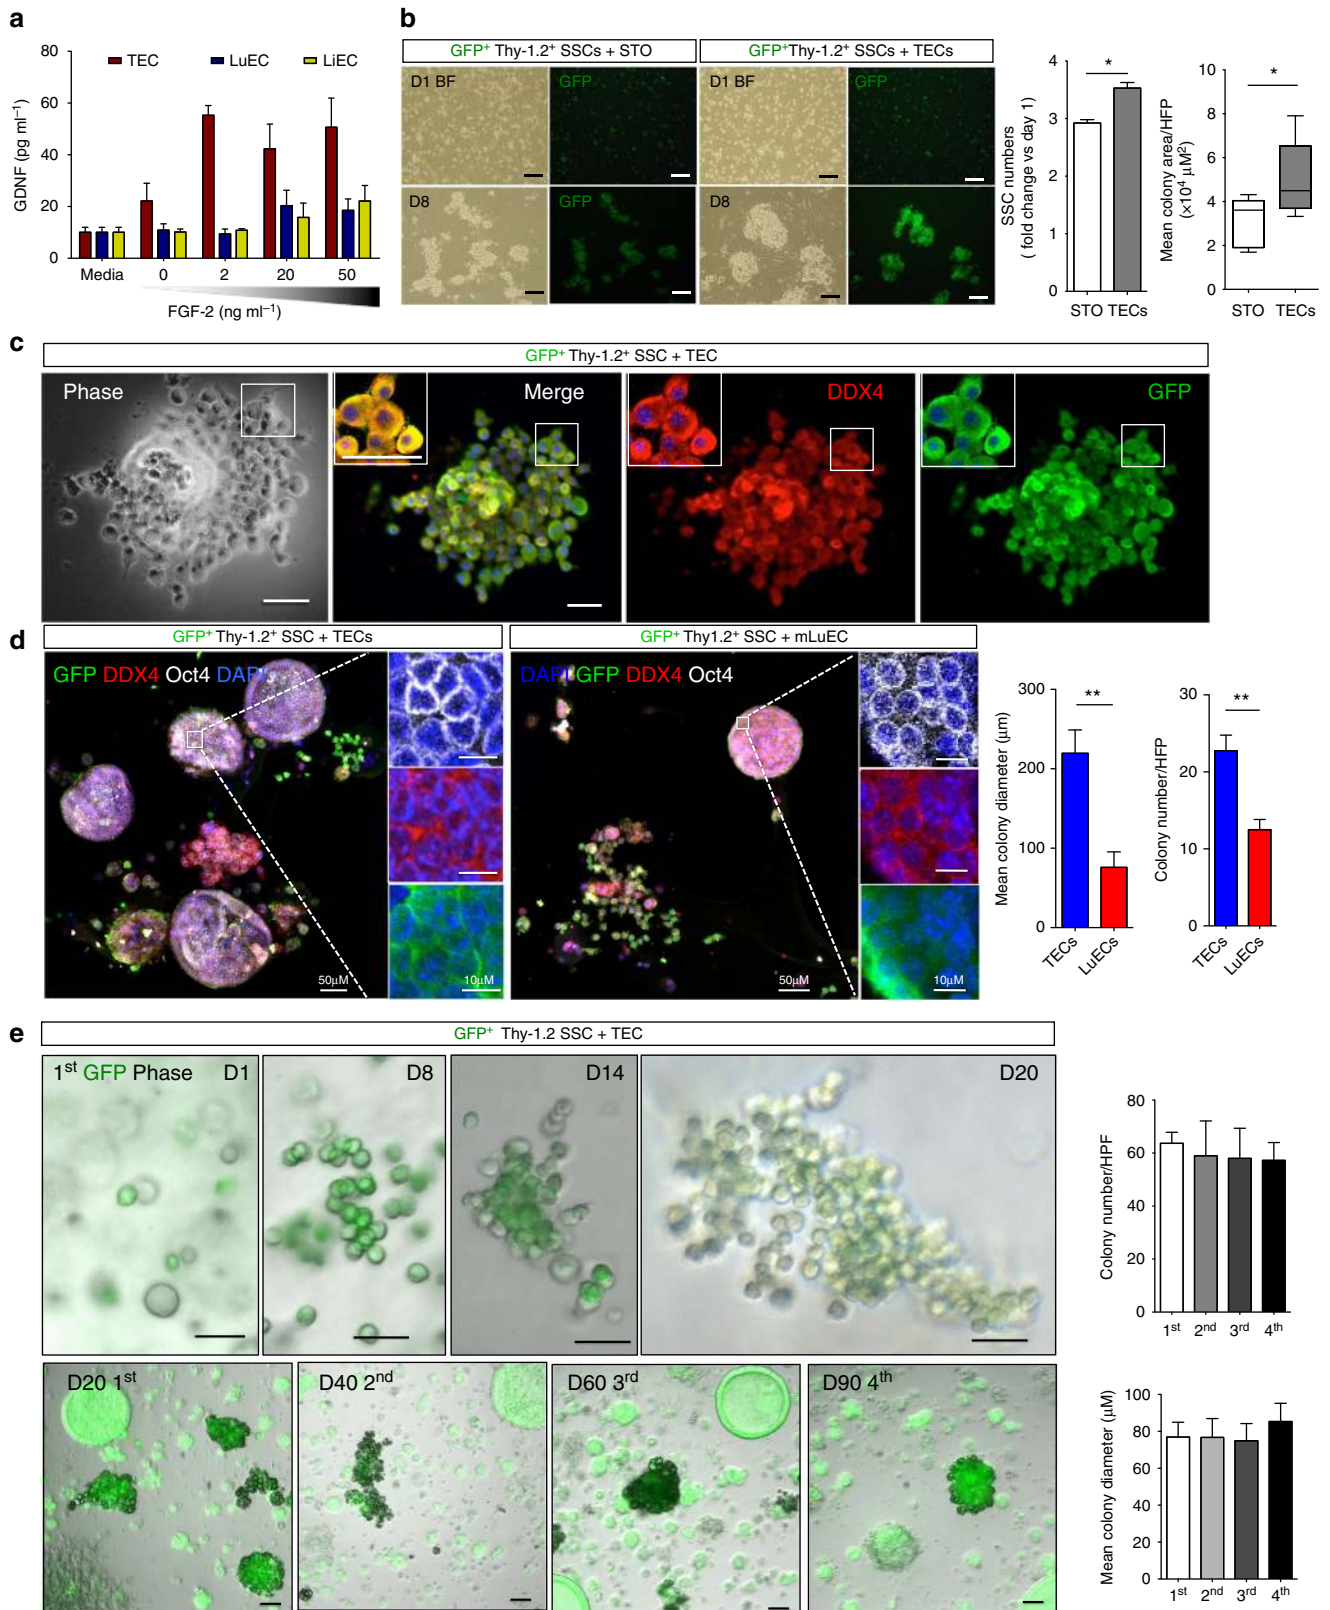 a
80
60
40
20
0
GDNF (pg ml⁻¹)
TEC LuEC LiEC
Media 0 2 20 50
FGF-2 (ng ml⁻¹)
b
GFP⁺ Thy-1.2⁺ SSCs + STO
GFP⁺Thy-1.2⁺ SSCs + TECs
D1 BF
GFP
D1 BF
GFP
D8
GFP
D8
GFP
SSC numbers
( fold change vs day 1)
4
3
2
1
0
*
STO TECs
Mean colony area/HFP
(×10⁴ μM²)
10
8
6
4
2
0
*
STO TECs
c
GFP⁺ Thy-1.2⁺ SSC + TEC
Phase
Merge
DDX4
GFP
d
GFP⁺ Thy-1.2⁺ SSC + TECs
GFP DDX4 Oct4 DAPI
50μM
10μM
GFP⁺ Thy1.2⁺ SSC + mLuEC
DAPI GFP DDX4 Oct4
50μM
10μM
Mean colony diameter (μm)
300
200
100
0
**
TECs LuECs
Colony number/HFP
30
20
10
0
**
TECs LuECs
e
GFP⁺ Thy-1.2 SSC + TEC
1st GFP Phase D1
D8
D14
D20
Colony number/HPF
80
60
40
20
0
1st 2nd 3rd 4th
D20 1st
D40 2nd
D60 3rd
D90 4th
Mean colony diameter (μM)
100
80
60
40
20
0
1st 2nd 3rd 4th